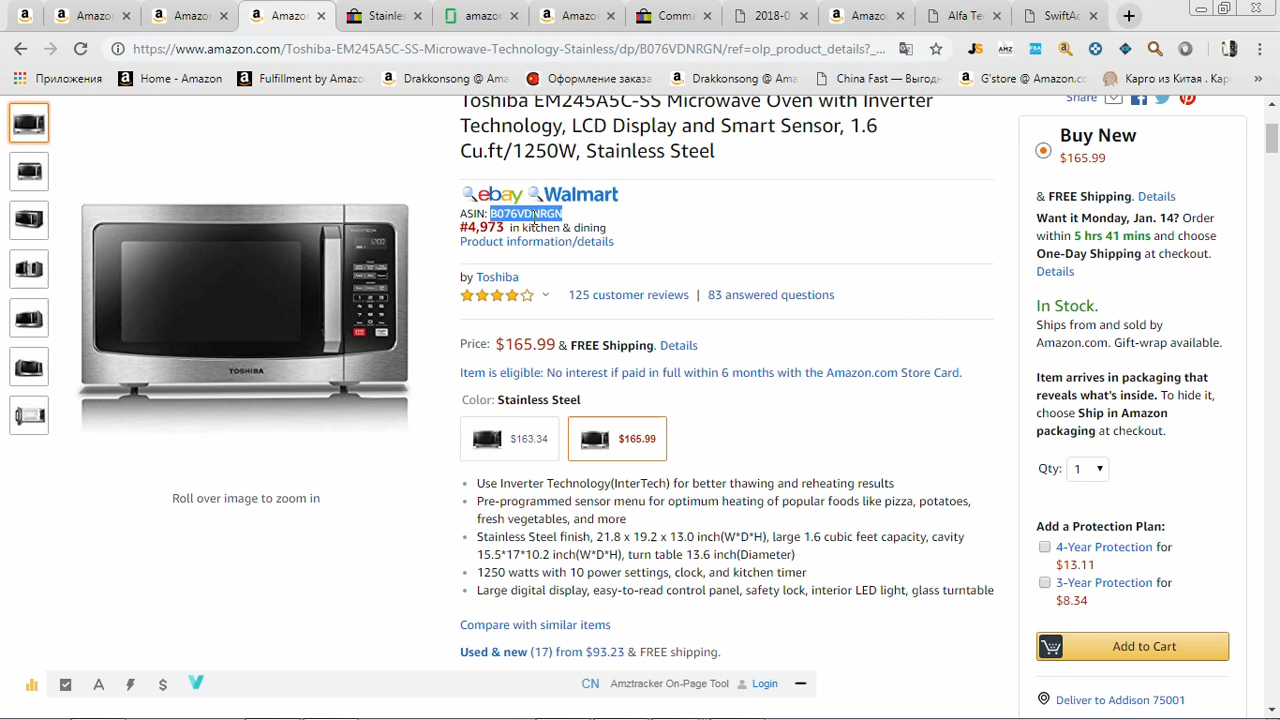 Amazo
Amazo
Amazo
Stainles
amazor
Amazo
Comma
2018-
Amazo
Alfa Te
SwiftAc
https://www.amazon.com/Toshiba-EM245A5C-SS-Microwave-Technology-Stainless/dp/B076VDNRGN/ref=olp_product_details?_...
Приложения
Home - Amazon
Fulfillment by Amazo
Drakkonsong @ Ama
Оформление заказа
Drakkonsong @ Ama
China Fast — Выгодн
G'store @ Amazon.co
Карго из Китая . Кар
Toshiba EM245A5C-SS Microwave Oven with Inverter
Technology, LCD Display and Smart Sensor, 1.6
Cu.ft/1250W, Stainless Steel
ebay Walmart
ASIN: B076VDNRGN
#4,973 in kitchen & dining
Product information/details
by Toshiba
125 customer reviews | 83 answered questions
Price: $165.99 & FREE Shipping. Details
Item is eligible: No interest if paid in full within 6 months with the Amazon.com Store Card.
Color: Stainless Steel
$163.34
$165.99
• Use Inverter Technology(InterTech) for better thawing and reheating results
• Pre-programmed sensor menu for optimum heating of popular foods like pizza, potatoes,
fresh vegetables, and more
• Stainless Steel finish, 21.8 x 19.2 x 13.0 inch(W*D*H), large 1.6 cubic feet capacity, cavity
15.5*17*10.2 inch(W*D*H), turn table 13.6 inch(Diameter)
• 1250 watts with 10 power settings, clock, and kitchen timer
• Large digital display, easy-to-read control panel, safety lock, interior LED light, glass turntable
Compare with similar items
Used & new (17) from $93.23 & FREE shipping.
TOSHIBA
Roll over image to zoom in
CN Amztracker On-Page Tool Login
Share
Buy New
$165.99
& FREE Shipping. Details
Want it Monday, Jan. 14? Order
within 5 hrs 41 mins and choose
One-Day Shipping at checkout.
Details
In Stock.
Ships from and sold by
Amazon.com. Gift-wrap available.
Item arrives in packaging that
reveals what's inside. To hide it,
choose Ship in Amazon
packaging at checkout.
Qty: 1
Add a Protection Plan:
4-Year Protection for
$13.11
3-Year Protection for
$8.34
Add to Cart
Deliver to Addison 75001